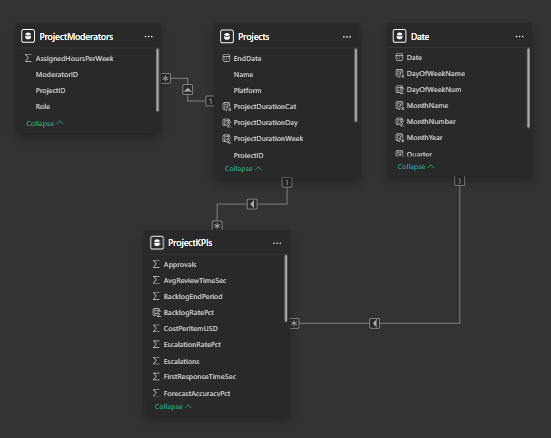 ProjectModerators
AssignedHoursPerWeek
ModeratorID
ProjectID
Role
Collapse
Projects
EndDate
Name
Platform
ProjectDurationCat
ProjectDurationDay
ProjectDurationWeek
ProjectID
Collapse
Date
Date
DayOfWeekName
DayOfWeekNum
MonthName
MonthNumber
MonthYear
Quarter
Collapse
*
1
1
1
*
*
ProjectKPIs
Approvals
AvgReviewTimeSec
BacklogEndPeriod
BacklogRatePct
CostPerItemUSD
EscalationRatePct
Escalations
FirstResponseTimeSec
ForecastAccuracyPct
Collapse